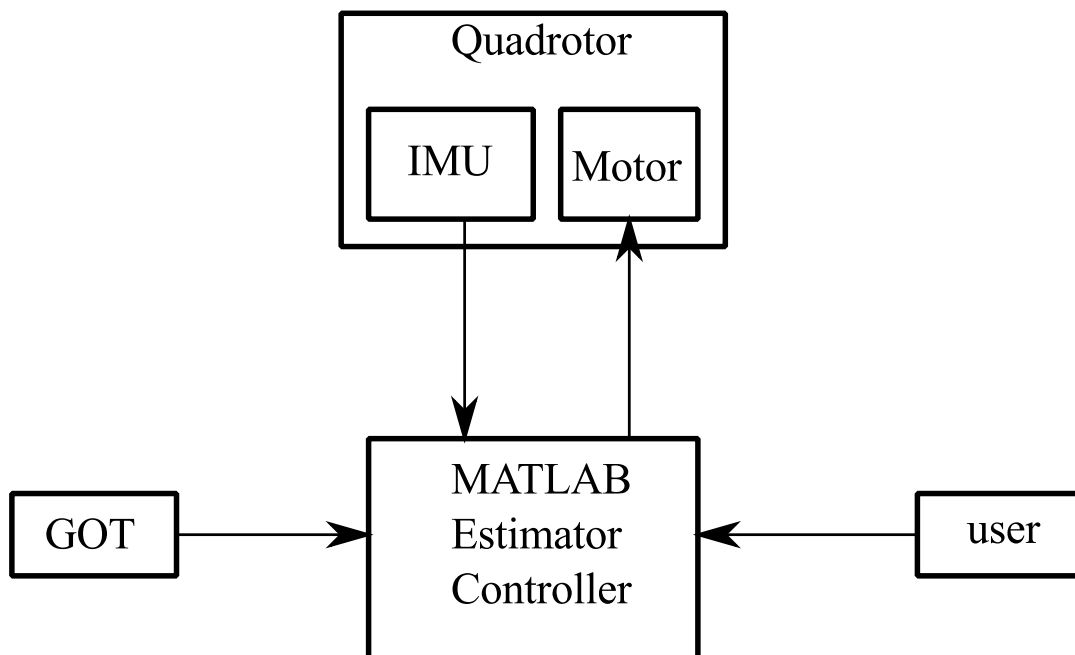 Quadrotor
IMU
Motor
MATLAB
Estimator
Controller
GOT
user